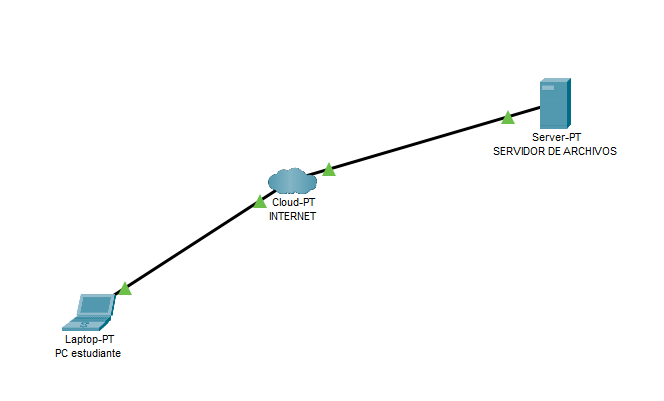 Server-PT
SERVIDOR DE ARCHIVOS
Cloud-PT
INTERNET
Laptop-PT
PC estudiante